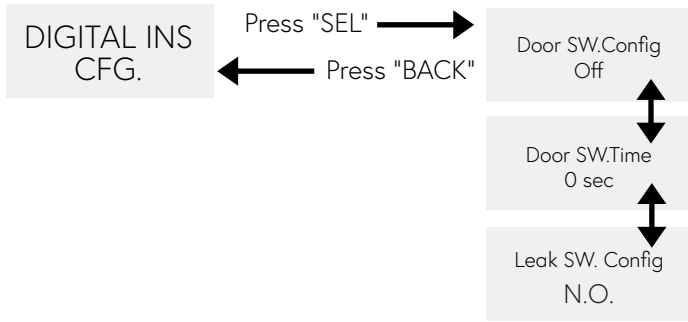 DIGITAL INS
CFG.
Press "SEL"
Press "BACK"
Door SW.Config
Off
Door SW.Time
0 sec
Leak SW. Config
N.O.